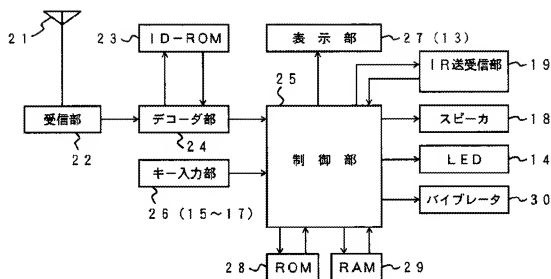 21
23
ID-ROM
表示部
27(13)
25
IR送受信部
19
受信部
22
デコーダ部
24
制御部
スピーカ
18
キー入力部
26(15~17)
LED
14
バイブレータ
30
28
ROM
RAM
29